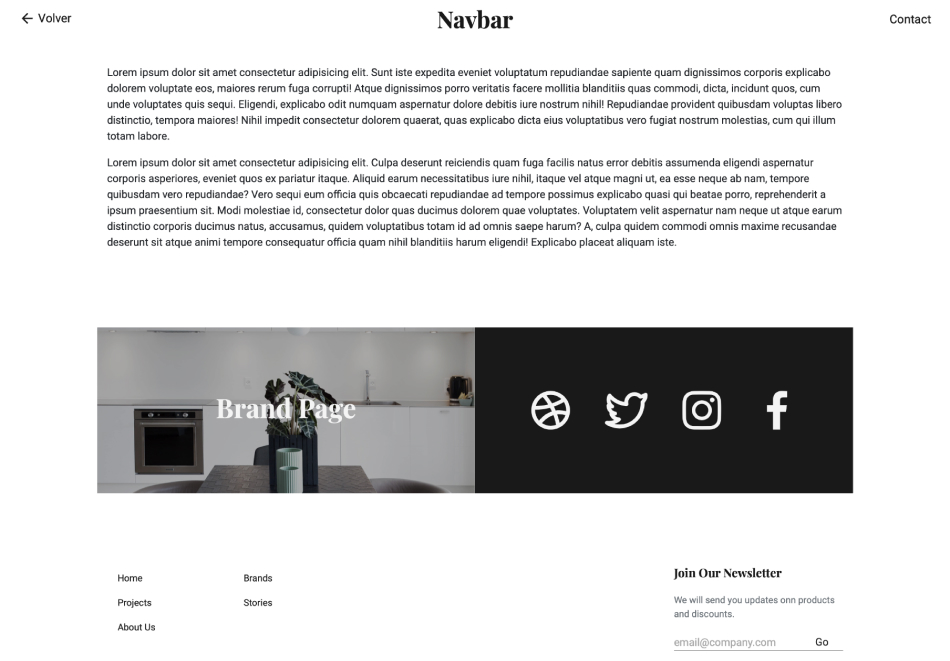 Volver
Navbar
Contact
Lorem ipsum dolor sit amet consectetur adipisicing elit. Sunt iste expedita eveniet voluptatum repudiandae sapiente quam dignissimos corporis explicabo
dolorem voluptate eos, maiores rerum fuga corrupti! Atque dignissimos porro veritatis facere mollitia blanditiis quas commodi, dicta, incidunt quos, cum
unde voluptates quis sequi. Eligendi, explicabo odit numquam aspernatur dolore debitis iure nostrum nihil! Repudiandae provident quibusdam voluptas libero
distinctio, tempora maiores! Nihil impedit consectetur dolorem quaerat, quas explicabo dicta eius voluptatibus vero fugiat nostrum molestias, cum qui illum
totam labore.
Lorem ipsum dolor sit amet consectetur adipisicing elit. Culpa deserunt reiciendis quam fuga facilis natus error debitis assumenda eligendi aspernatur
corporis asperiores, eveniet quos ex pariatur itaque. Aliquid earum necessitatibus iure nihil, itaque vel atque magni ut, ea esse neque ab nam, tempore
quibusdam vero repudiandae? Vero sequi eum officia quis obcaecati repudiandae ad tempore possimus explicabo quasi qui beatae porro, reprehenderit a
ipsum praesentium sit. Modi molestiae id, consectetur dolor quas ducimus dolorem quae voluptates. Voluptatem velit aspernatur nam neque ut atque earum
distinctio corporis ducimus natus, accusamus, quidem voluptatibus totam id ad omnis saepe harum? A, culpa quidem commodi omnis maxime recusandae
deserunt sit atque animi tempore consequatur officia quam nihil blanditiis harum eligendi! Explicabo placeat aliquam iste.
Brand Page
Home
Brands
Projects
Stories
About Us
Join Our Newsletter
We will send you updates onn products
and discounts.
email@company.com
Go